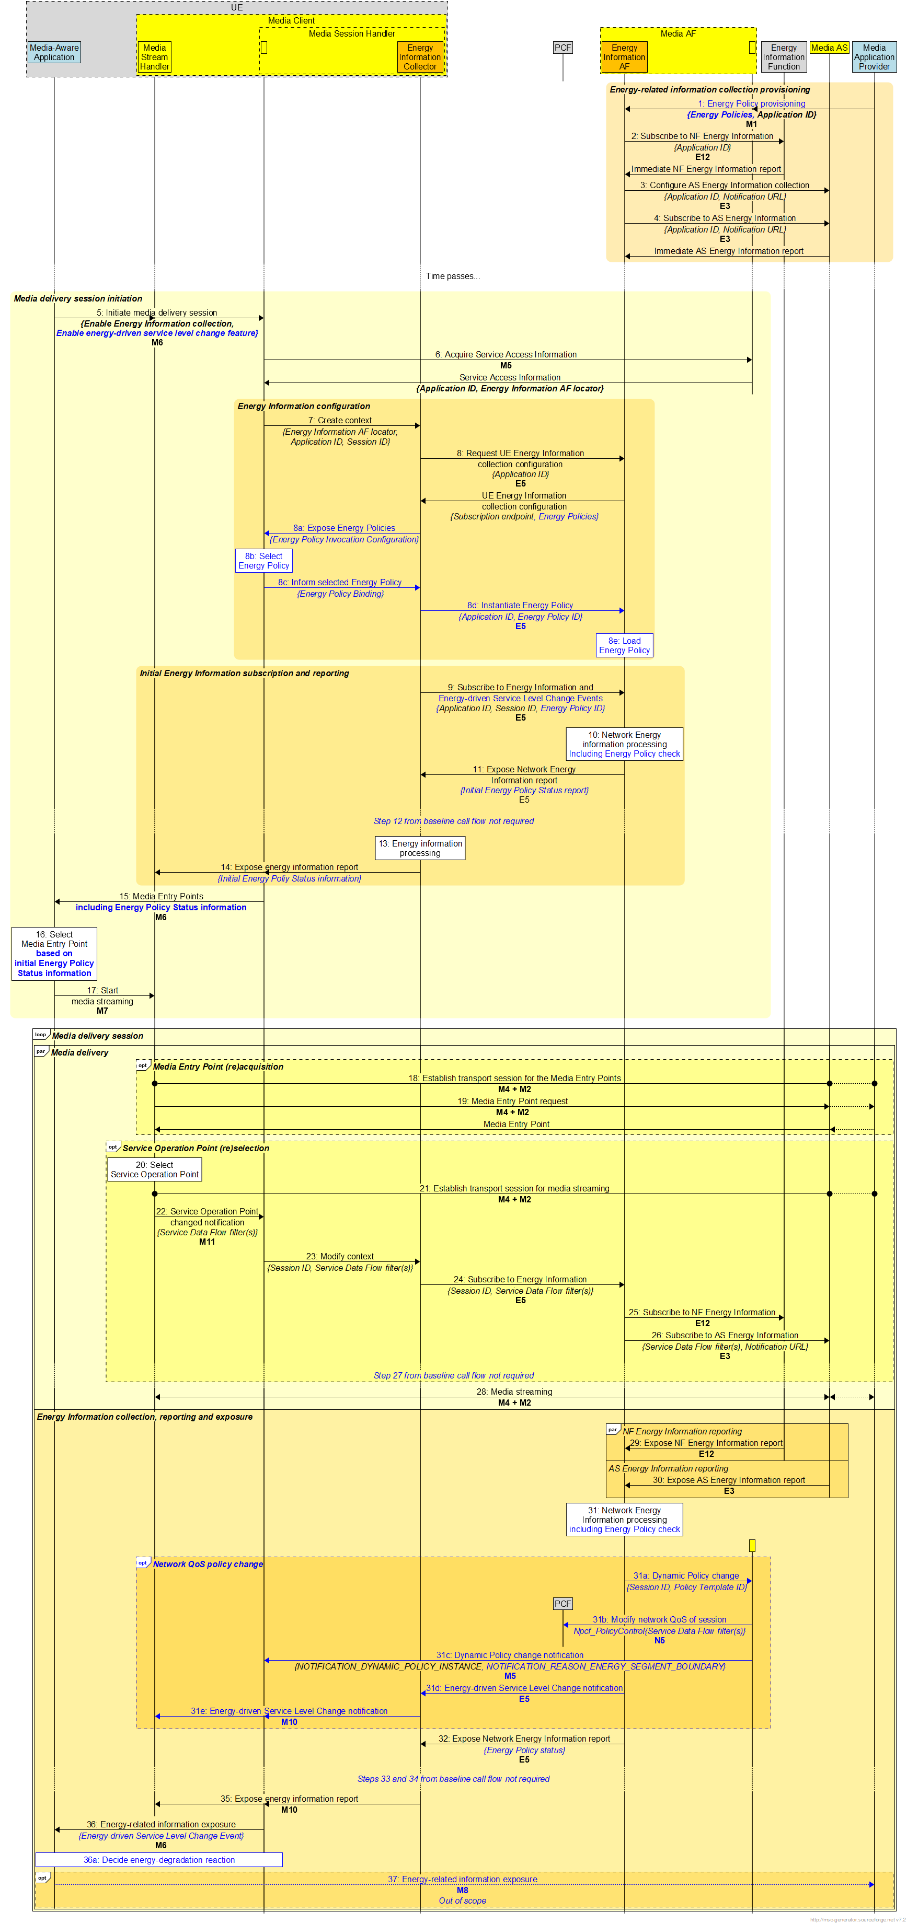 UE
Media Client
Media Session Handler
Media AF
Media-Aware
Application
Media
Stream
Handler
Energy
Information
Collector
PCF
Energy
Information
AF
Energy
Information
Function
Media AS
Media
Application
Provider
Energy-related information collection provisioning
1: Energy Policy provisioning
{Energy Policies, Application ID}
M1
2: Subscribe to NF Energy Information
{Application ID}
E12
Immediate NF Energy Information report
3: Configure AS Energy Information collection
{Application ID, Notification URL}
E3
4: Subscribe to AS Energy Information
{Application ID, Notification URL}
E3
Immediate AS Energy Information report
Time passes...
Media delivery session initiation
5: Initiate media delivery session
{Enable Energy Information collection,
Enable energy-driven service level change feature}
M6
6: Acquire Service Access Information
M5
Service Access Information
{Application ID, Energy Information AF locator}
Energy Information configuration
7: Create context
{Energy Information AF locator,
Application ID, Session ID}
8: Request UE Energy Information
collection configuration
{Application ID}
E5
UE Energy Information
collection configuration
{Subscription endpoint, Energy Policies}
8a: Expose Energy Policies
{Energy Policy Invocation Configuration}
8b: Select
Energy Policy
8c: Inform selected Energy Policy
{Energy Policy Binding}
8d: Instantiate Energy Policy
{Application ID, Energy Policy ID}
E5
8e: Load
Energy Policy
Initial Energy Information subscription and reporting
9: Subscribe to Energy Information and
Energy-driven Service Level Change Events
{Application ID, Session ID, Energy Policy ID}
E5
10: Network Energy
information processing
Including Energy Policy check
11: Expose Network Energy
Information report
{Initial Energy Policy Status report}
E5
Step 12 from baseline call flow not required
13: Energy information
processing
14: Expose energy information report
{Initial Energy Poliy Status information}
15: Media Entry Points
including Energy Policy Status information
M6
16: Select
Media Entry Point
based on
initial Energy Policy
Status information
17: Start
media streaming
M7
loop
Media delivery session
par
Media delivery
opt
Media Entry Point (re)acquisition
18: Establish transport session for the Media Entry Points
M4 + M2
19: Media Entry Point request
M4 + M2
Media Entry Point
opt
Service Operation Point (re)selection
20: Select
Service Operation Point
21: Establish transport session for media streaming
M4 + M2
22: Service Operation Point
changed notification
{Service Data Flow filter(s)}
M11
23: Modify context
{Session ID, Service Data Flow filter(s)}
24: Subscribe to Energy Information
{Session ID, Service Data Flow filter(s)}
E5
25: Subscribe to NF Energy Information
E12
26: Subscribe to AS Energy Information
{Service Data Flow filter(s), Notification URL}
E3
Step 27 from baseline call flow not required
28: Media streaming
M4 + M2
Energy Information collection, reporting and exposure
par
NF Energy Information reporting
29: Expose NF Energy Information report
E12
AS Energy Information reporting
30: Expose AS Energy Information report
E3
31: Network Energy
Information processing
including Energy Policy check
opt
Network QoS policy change
31a: Dynamic Policy change
{Session ID, Policy Template ID}
PCF
31b: Modify network QoS of session
Npcf_PolicyControl{Service Data Flow filter(s)}
N5
31c: Dynamic Policy change notification
{NOTIFICATION_DYNAMIC_POLICY_INSTANCE, NOTIFICATION_REASON_ENERGY_SEGMENT_BOUNDARY}
M5
31d: Energy-driven Service Level Change notification
E5
31e: Energy-driven Service Level Change notification
M10
32: Expose Network Energy Information report
{Energy Policy status}
E5
Steps 33 and 34 from baseline call flow not required
35: Expose energy information report
M10
36: Energy-related information exposure
{Energy driven Service Level Change Event}
M6
36a: Decide energy-degradation reaction
opt
37: Energy-related information exposure
M8
Out of scope